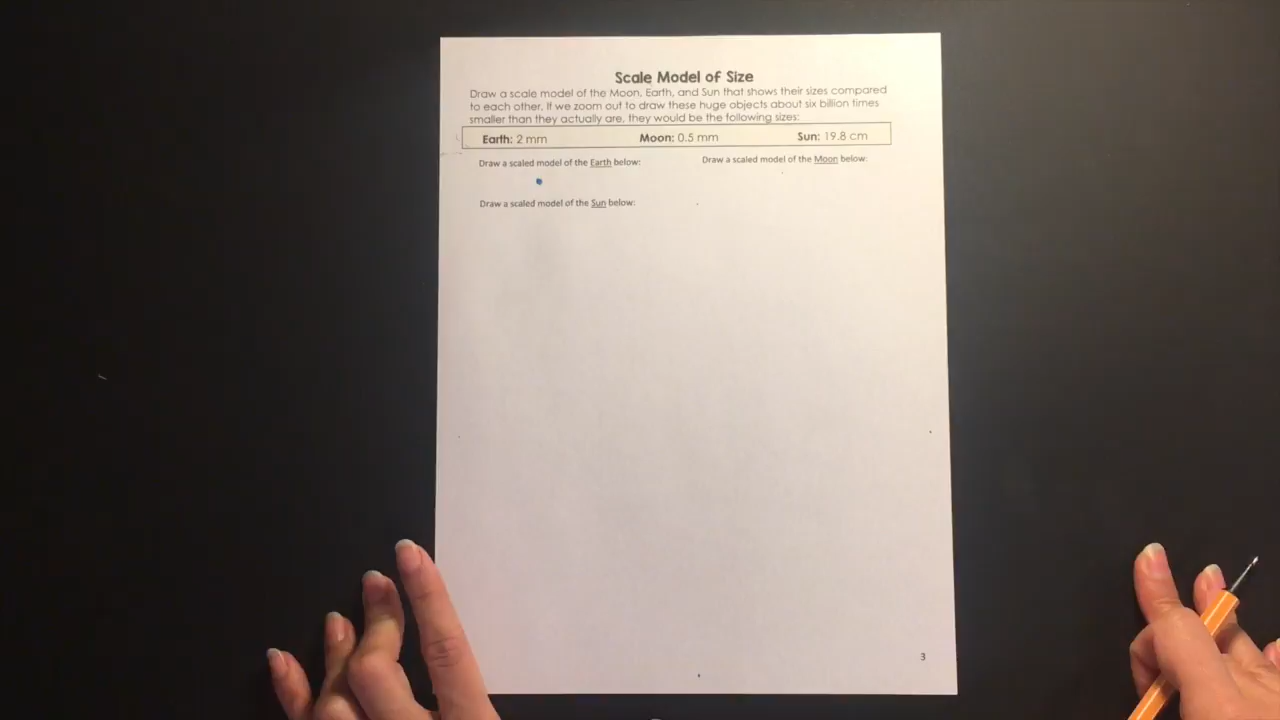 Scale Model of Size
Draw a scale model of the Moon, Earth, and Sun that shows their sizes compared
to each other. If we zoom out to draw these huge objects about six billion times
smaller than they actually are, they would be the following sizes:
Earth: 2 mm Moon: 0.5 mm Sun: 19.8 cm
Draw a scaled model of the Earth below: Draw a scaled model of the Moon below:
Draw a scaled model of the Sun below:
3